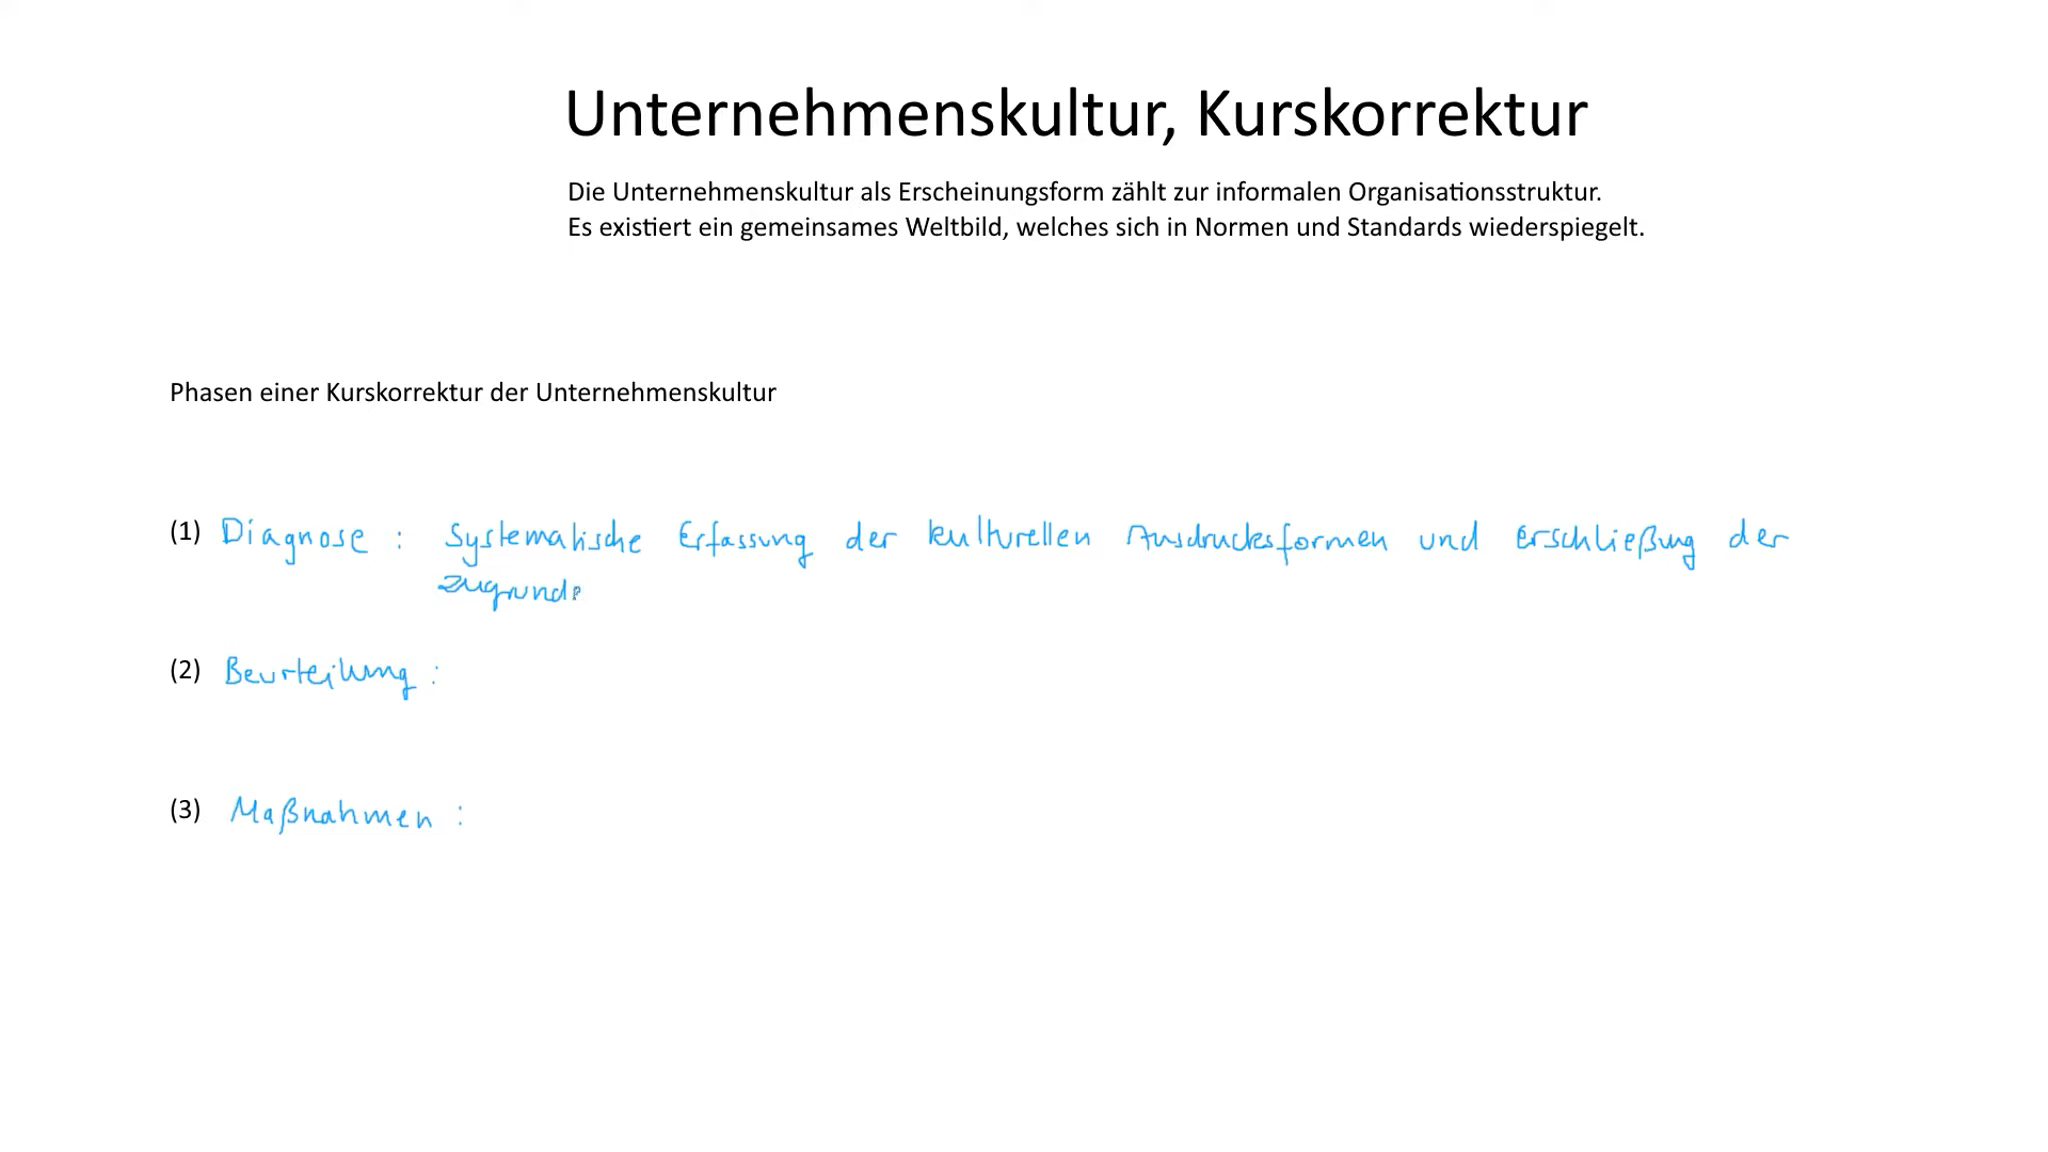 Unternehmenskultur, Kurskorrektur
Die Unternehmenskultur als Erscheinungsform zählt zur informalen Organisationsstruktur.
Es existiert ein gemeinsames Weltbild, welches sich in Normen und Standards wiederspiegelt.
Phasen einer Kurskorrektur der Unternehmenskultur
(1) Diagnose : Systematische Erfassung der kulturellen Ausdrucksformen und Erschließung der
zugrunde
(2) Beurteilung :
(3) Maßnahmen :